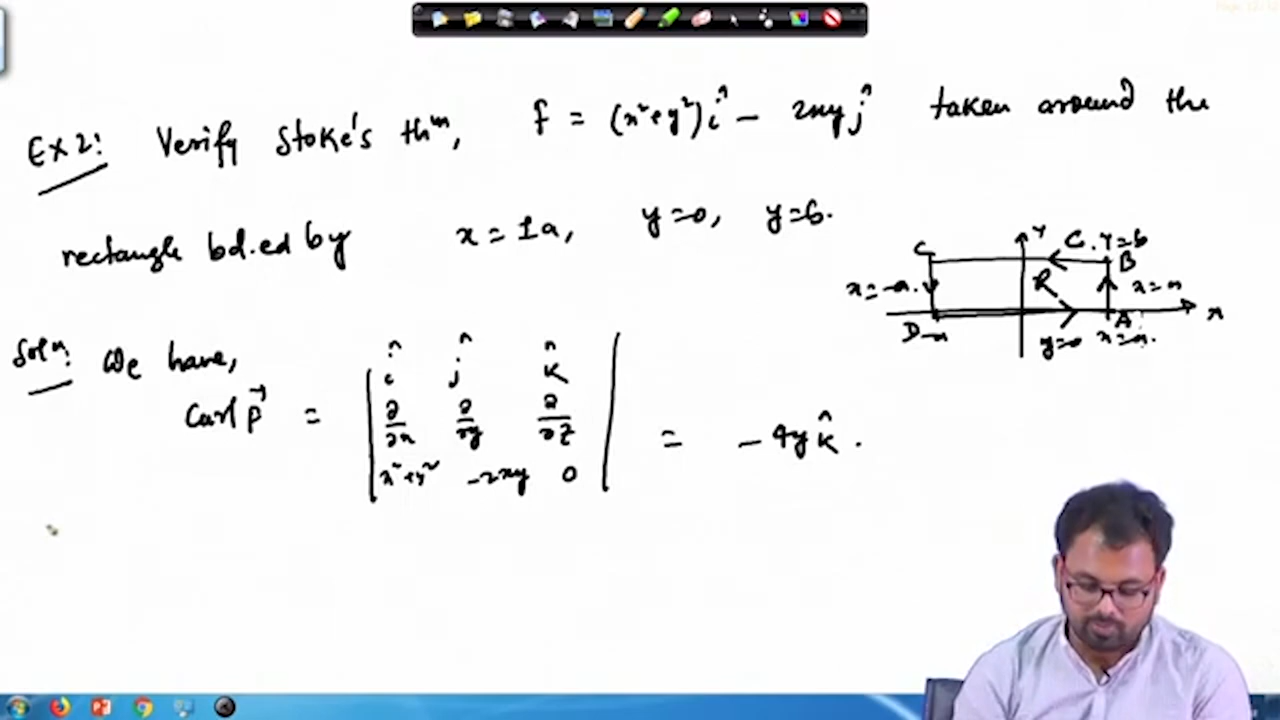 Ex 2: Verify Stoke's thm, f = (x²+y²)î − 2xyĵ taken around the
rectangle bd.ed by x = ±a, y=0, y=b.
C
Y
C. Y=b
B
x=-a.
R
x=a
D -a
A
x
y=0
x=a.
Soln: We have,
Curl F⃗ = | î ĵ k̂ | = −4y k̂.
∂/∂x ∂/∂y ∂/∂z
x²+y² −2xy 0